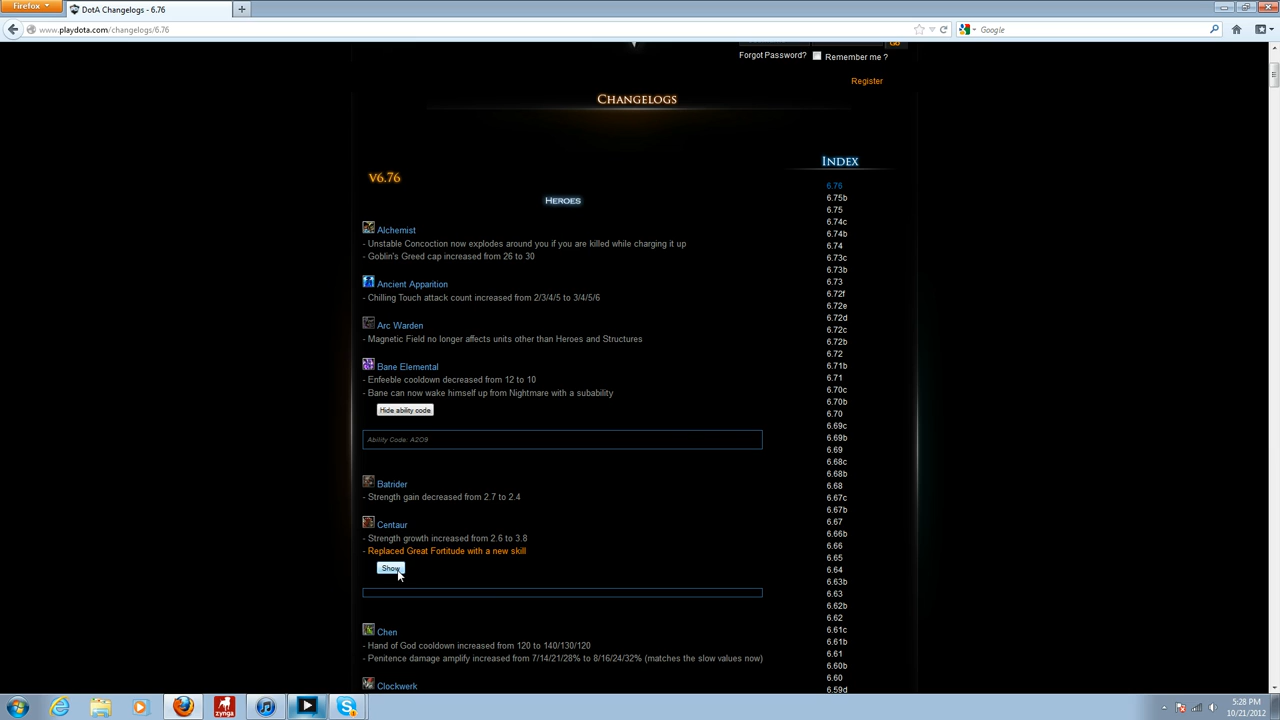 Firefox
DotA Changelogs - 6.76
www.playdota.com/changelogs/6.76
Google
Go
Forgot Password?
Remember me ?
Register
Changelogs
Index
v6.76
Heroes
Alchemist
- Unstable Concoction now explodes around you if you are killed while charging it up
- Goblin's Greed cap increased from 26 to 30
Ancient Apparition
- Chilling Touch attack count increased from 2/3/4/5 to 3/4/5/6
Arc Warden
- Magnetic Field no longer affects units other than Heroes and Structures
Bane Elemental
- Enfeeble cooldown decreased from 12 to 10
- Bane can now wake himself up from Nightmare with a subability
Hide ability code
Ability Code: A2O9
Batrider
- Strength gain decreased from 2.7 to 2.4
Centaur
- Strength growth increased from 2.6 to 3.8
- Replaced Great Fortitude with a new skill
Show
Chen
- Hand of God cooldown increased from 120 to 140/130/120
- Penitence damage amplify increased from 7/14/21/28% to 8/16/24/32% (matches the slow values now)
Clockwerk
6.76
6.75b
6.75
6.74c
6.74b
6.74
6.73c
6.73b
6.73
6.72f
6.72e
6.72d
6.72c
6.72b
6.72
6.71b
6.71
6.70c
6.70b
6.70
6.69c
6.69b
6.69
6.68c
6.68b
6.68
6.67c
6.67b
6.67
6.66b
6.66
6.65
6.64
6.63b
6.63
6.62b
6.62
6.61c
6.61b
6.61
6.60b
6.60
6.59d
zynga
5:28 PM
10/21/2012